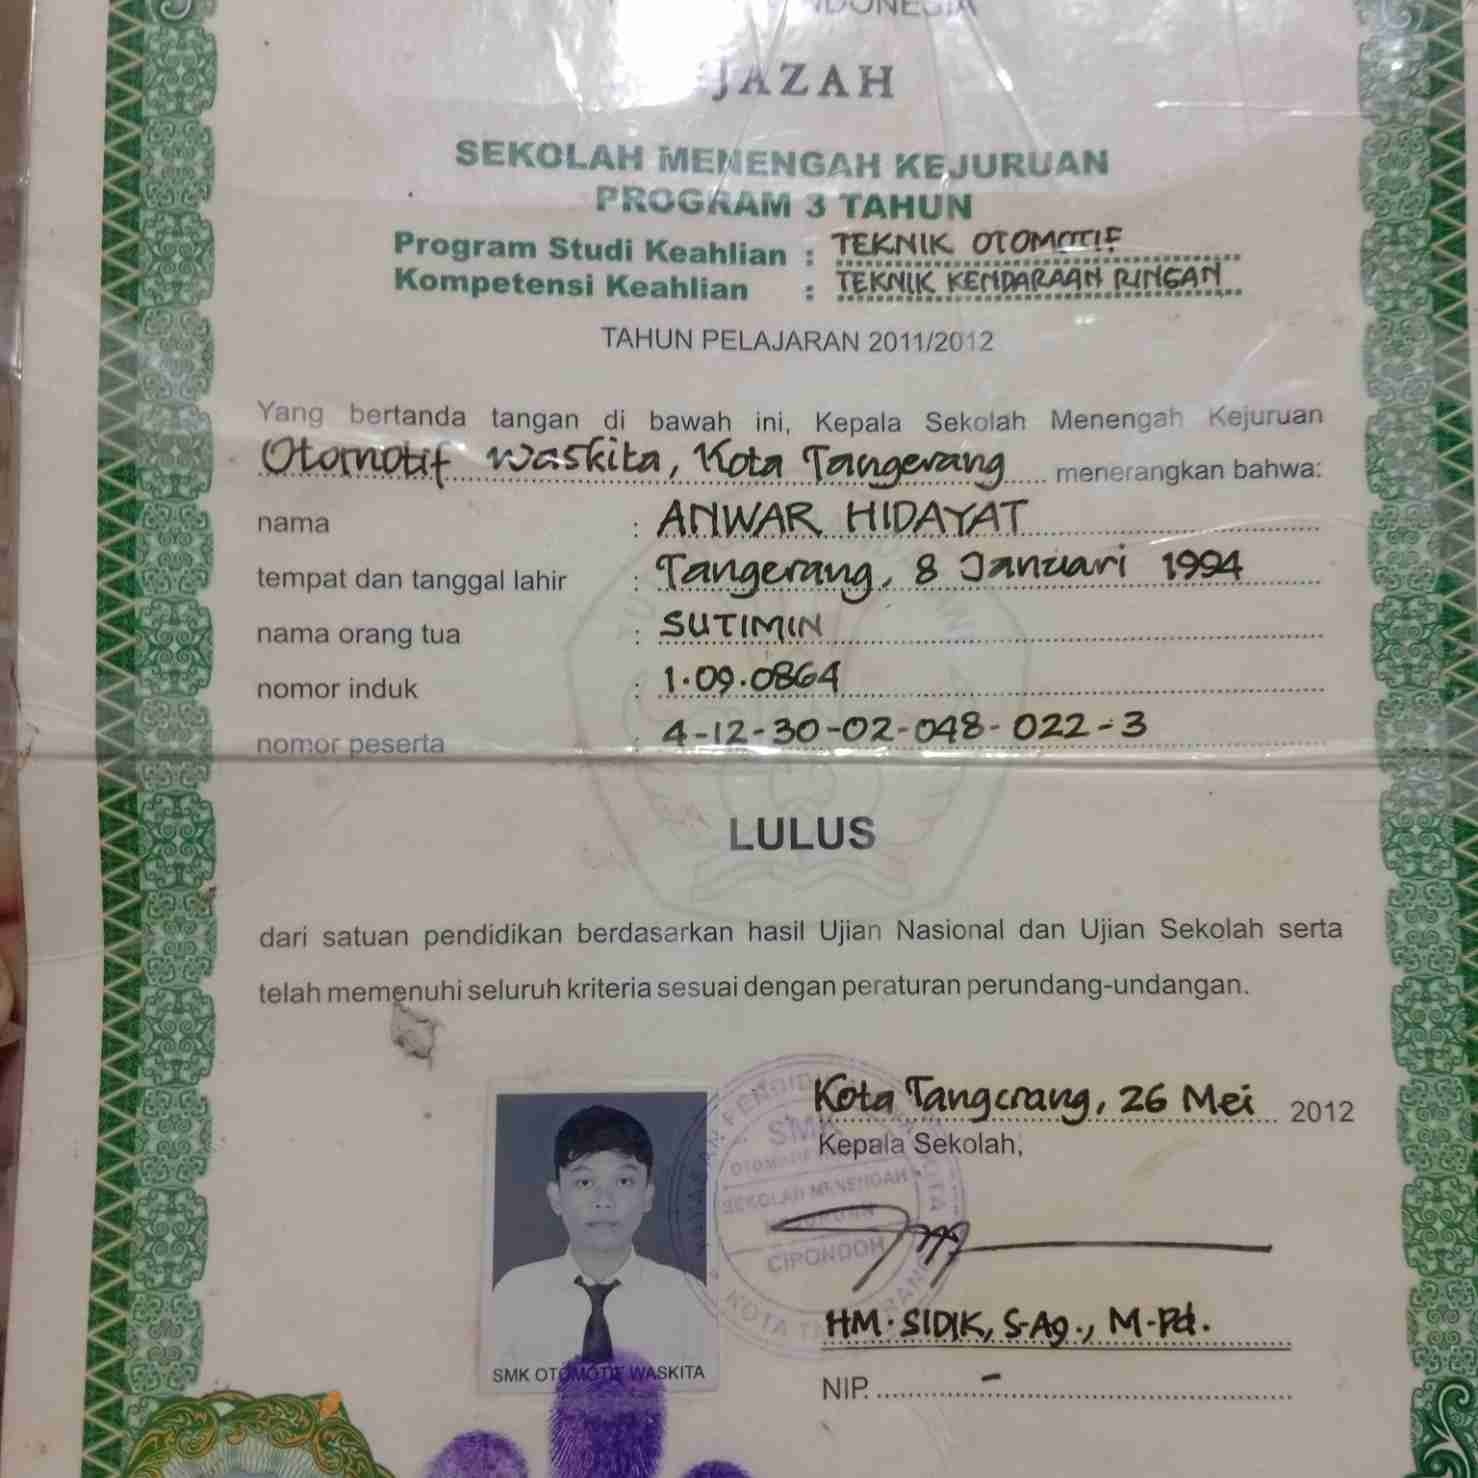 INDONESIA
IJAZAH
SEKOLAH MENENGAH KEJURUAN
PROGRAM 3 TAHUN
Program Studi Keahlian : TEKNIK OTOMOTIF
Kompetensi Keahlian : TEKNIK KENDARAAN RINGAN
TAHUN PELAJARAN 2011/2012
Yang bertanda tangan di bawah ini, Kepala Sekolah Menengah Kejuruan
Otomotif Waskita, Kota Tangerang menerangkan bahwa:
nama : ANWAR HIDAYAT
tempat dan tanggal lahir : Tangerang, 8 Januari 1994
nama orang tua : SUTIMIN
nomor induk : 1.09.0864
nomor peserta : 4-12-30-02-048-022-3
LULUS
dari satuan pendidikan berdasarkan hasil Ujian Nasional dan Ujian Sekolah serta
telah memenuhi seluruh kriteria sesuai dengan peraturan perundang-undangan.
Kota Tangerang, 26 Mei 2012
Kepala Sekolah,
SMK
SEKOLAH MENENGAH
CIPONDOH
HM. SIDIK, S.Ag., M.Pd.
NIP. -
SMK OTOMOTIF WASKITA